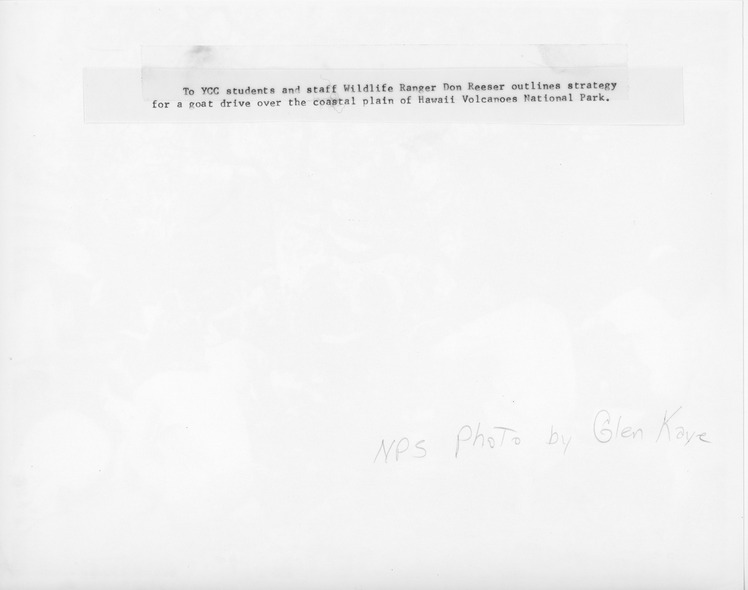 To YCC students and staff Wildlife Ranger Don Reeser outlines strategy
for a goat drive over the coastal plain of Hawaii Volcanoes National Park.
NPS Photo by Glen Kaye